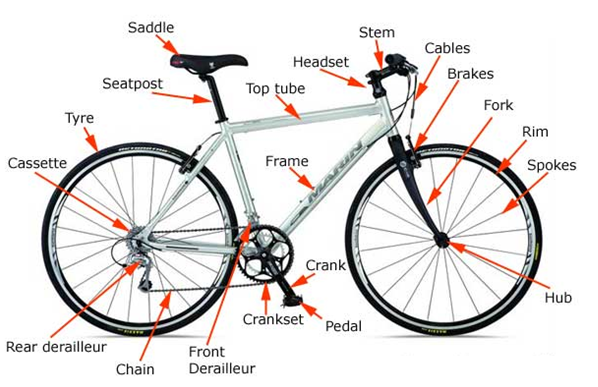 Saddle
Stem
Cables
Headset
Brakes
Seatpost
Top tube
Fork
Tyre
Rim
Cassette
Frame
Spokes
MARIN
Crank
Hub
Crankset
Pedal
Rear derailleur
Front
Derailleur
Chain